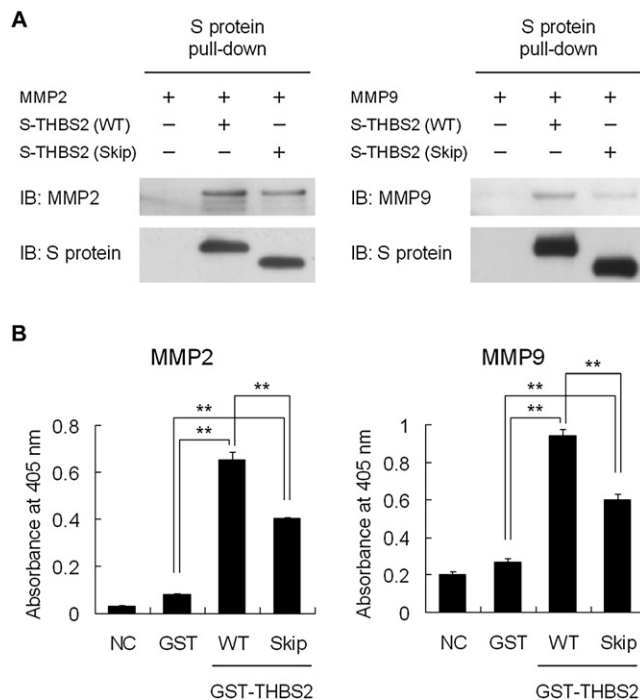 A
S protein
pull-down
MMP2 + + +
S-THBS2 (WT) – + –
S-THBS2 (Skip) – – +
IB: MMP2
IB: S protein
S protein
pull-down
MMP9 + + +
S-THBS2 (WT) – + –
S-THBS2 (Skip) – – +
IB: MMP9
IB: S protein
B
MMP2
**
**
**
Absorbance at 405 nm
0.8
0.6
0.4
0.2
0
NC GST WT Skip
GST-THBS2
MMP9
**
**
**
Absorbance at 405 nm
1
0.8
0.6
0.4
0.2
0
NC GST WT Skip
GST-THBS2